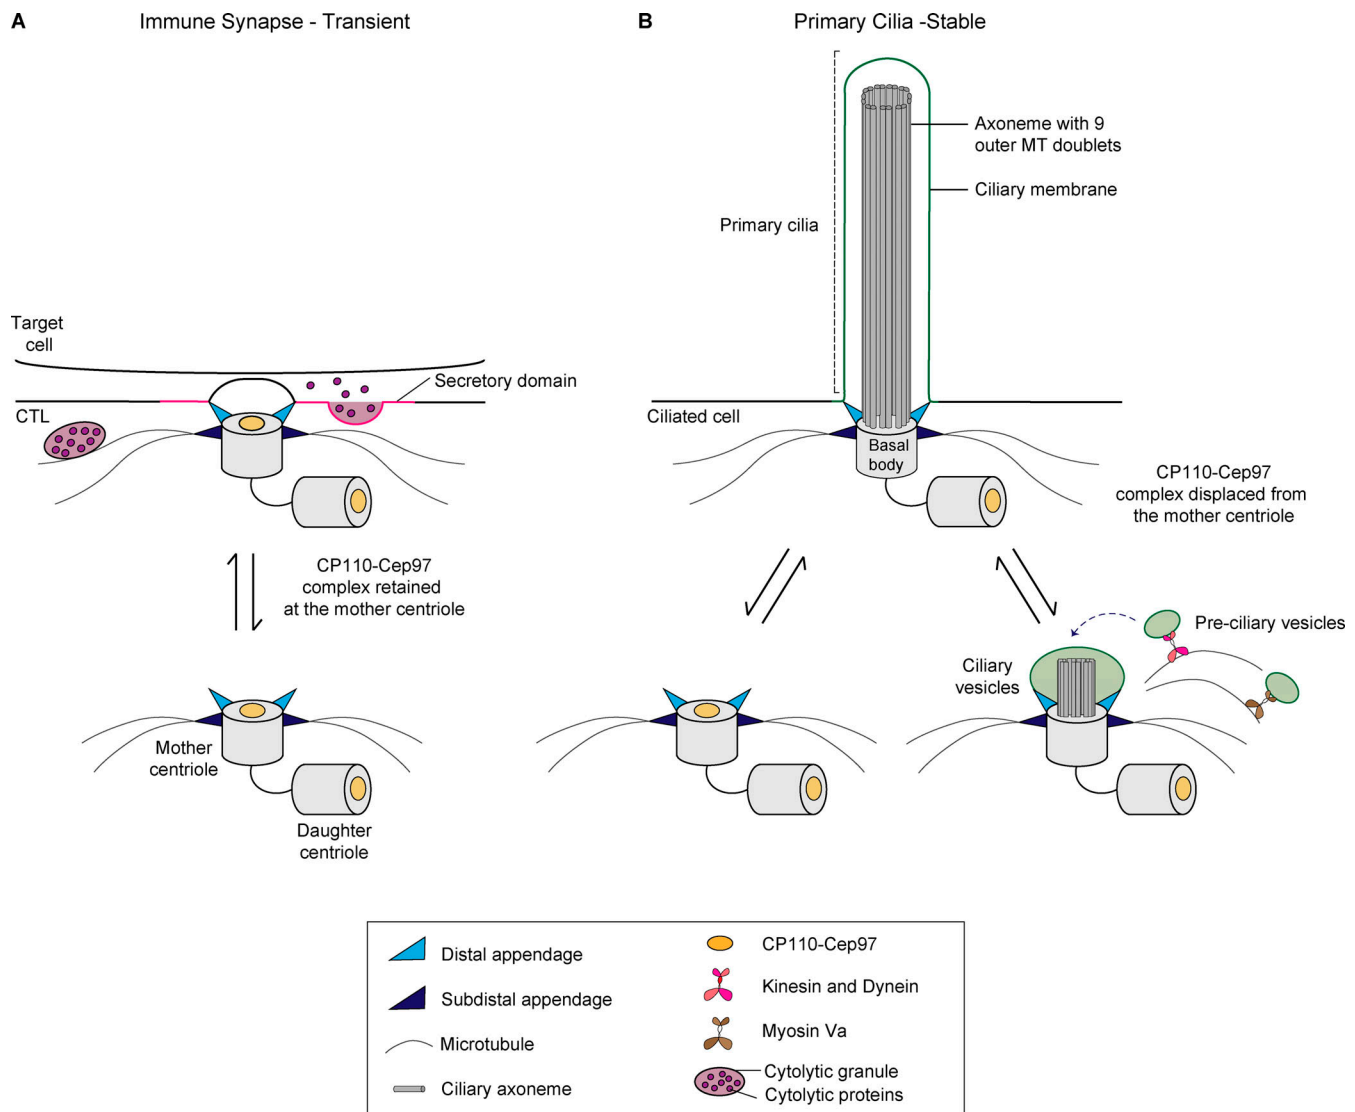 A
Immune Synapse - Transient
Target
cell
Secretory domain
CTL
CP110-Cep97
complex retained
at the mother centriole
Mother
centriole
Daughter
centriole
B
Primary Cilia -Stable
Axoneme with 9
outer MT doublets
Ciliary membrane
Primary cilia
Ciliated cell
Basal
body
CP110-Cep97
complex displaced from
the mother centriole
Pre-ciliary vesicles
Ciliary
vesicles
Distal appendage
Subdistal appendage
Microtubule
Ciliary axoneme
CP110-Cep97
Kinesin and Dynein
Myosin Va
Cytolytic granule
Cytolytic proteins